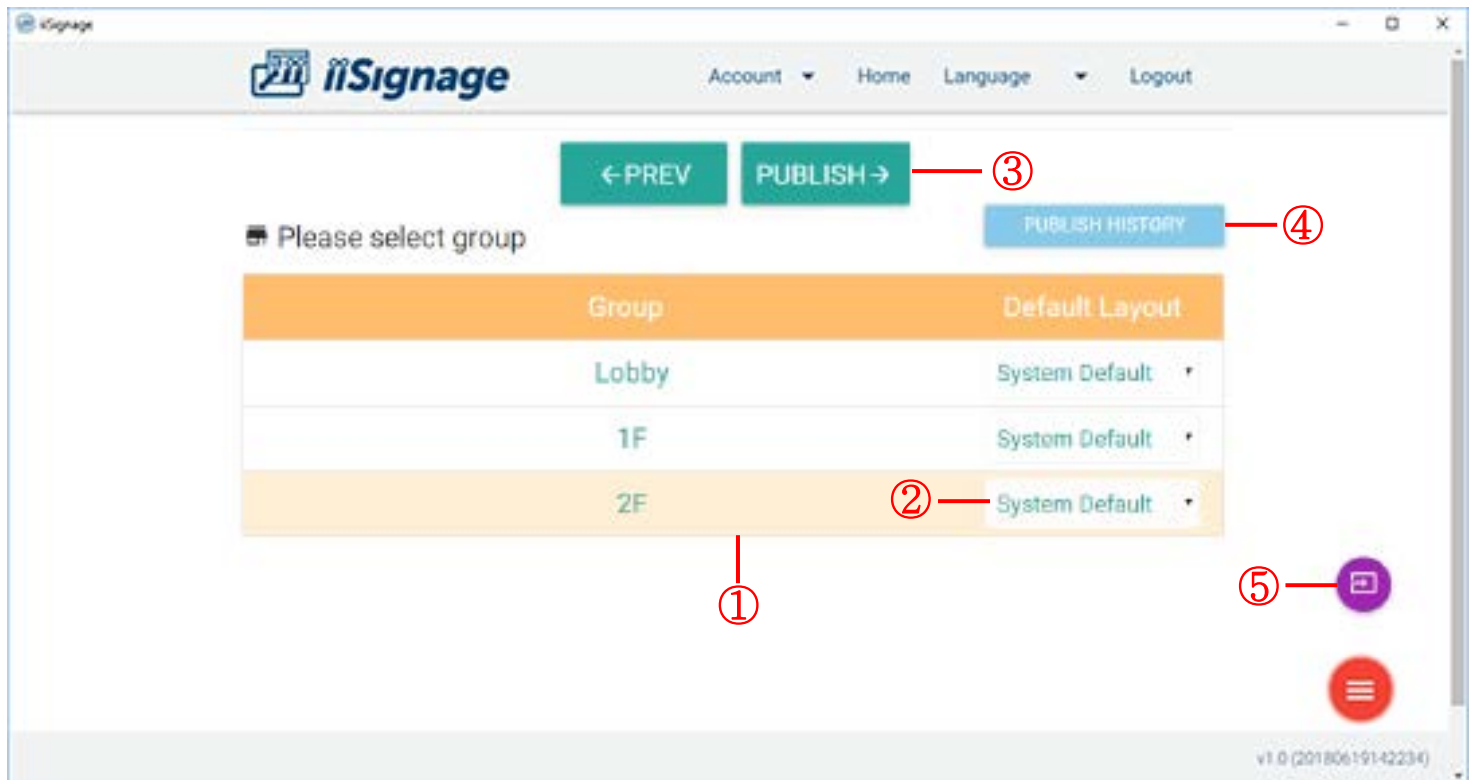 iiSignage
iiSignage
Account Home Language Logout
←PREV PUBLISH→ ③
PUBLISH HISTORY ④
Please select group
Group Default Layout
Lobby System Default
1F System Default
2F ② System Default
①
⑤
v1.0 (20180619142234)